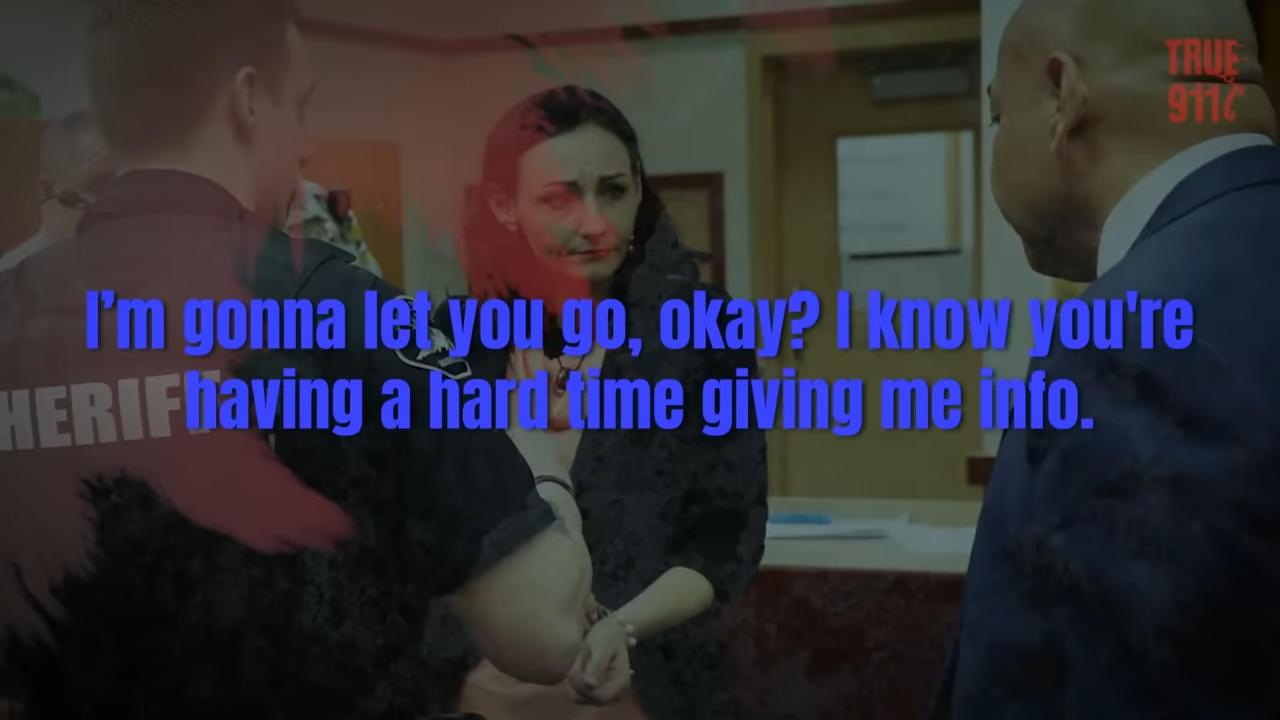 TRUE
911
I’m gonna let you go, okay? I know you're
having a hard time giving me info.
HERIFF